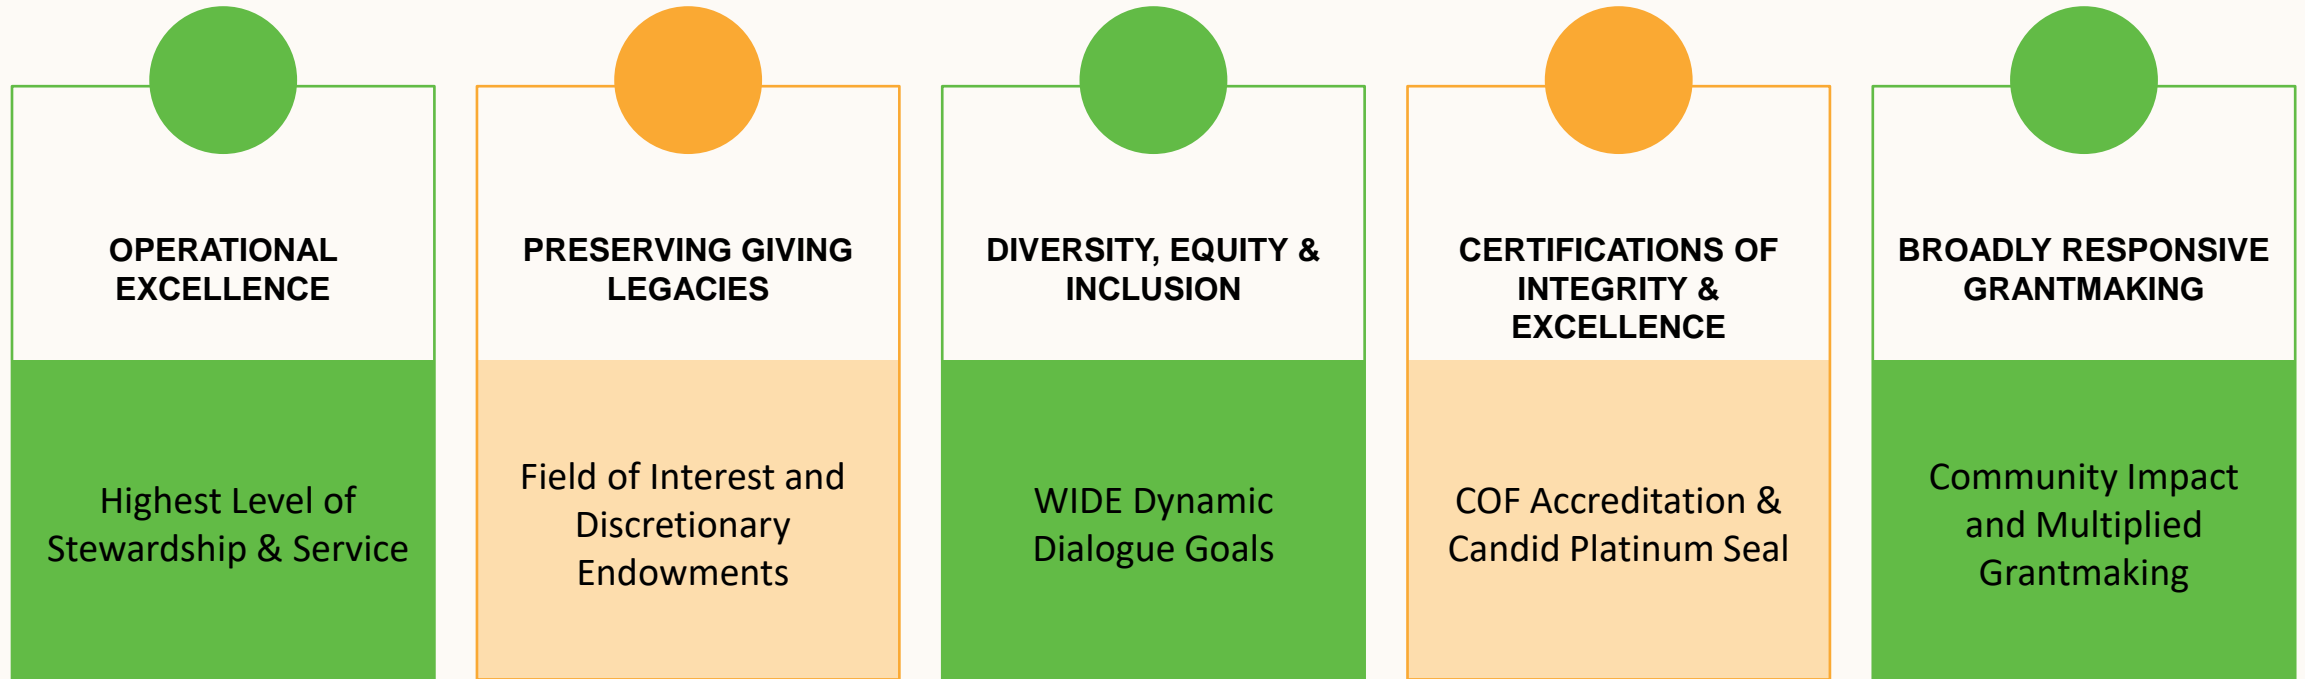 OPERATIONAL
EXCELLENCE
Highest Level of
Stewardship & Service
PRESERVING GIVING
LEGACIES
Field of Interest and
Discretionary
Endowments
DIVERSITY, EQUITY &
INCLUSION
WIDE Dynamic
Dialogue Goals
CERTIFICATIONS OF
INTEGRITY &
EXCELLENCE
COF Accreditation &
Candid Platinum Seal
BROADLY RESPONSIVE
GRANTMAKING
Community Impact
and Multiplied
Grantmaking